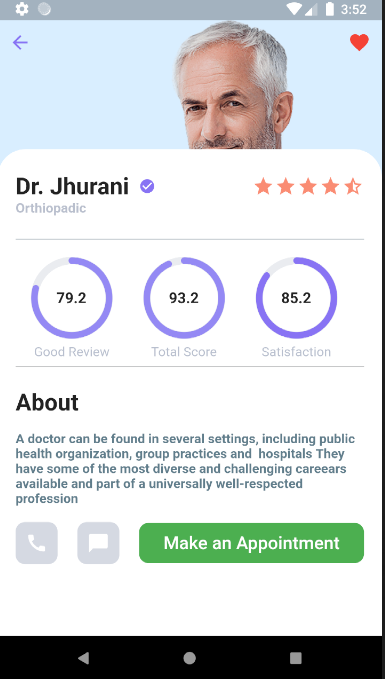 3:52
Dr. Jhurani
Orthiopadic
79.2
93.2
85.2
Good Review
Total Score
Satisfaction
About
A doctor can be found in several settings, including public
health organization, group practices and  hospitals They
have some of the most diverse and challenging careears
available and part of a universally well-respected
profession
Make an Appointment